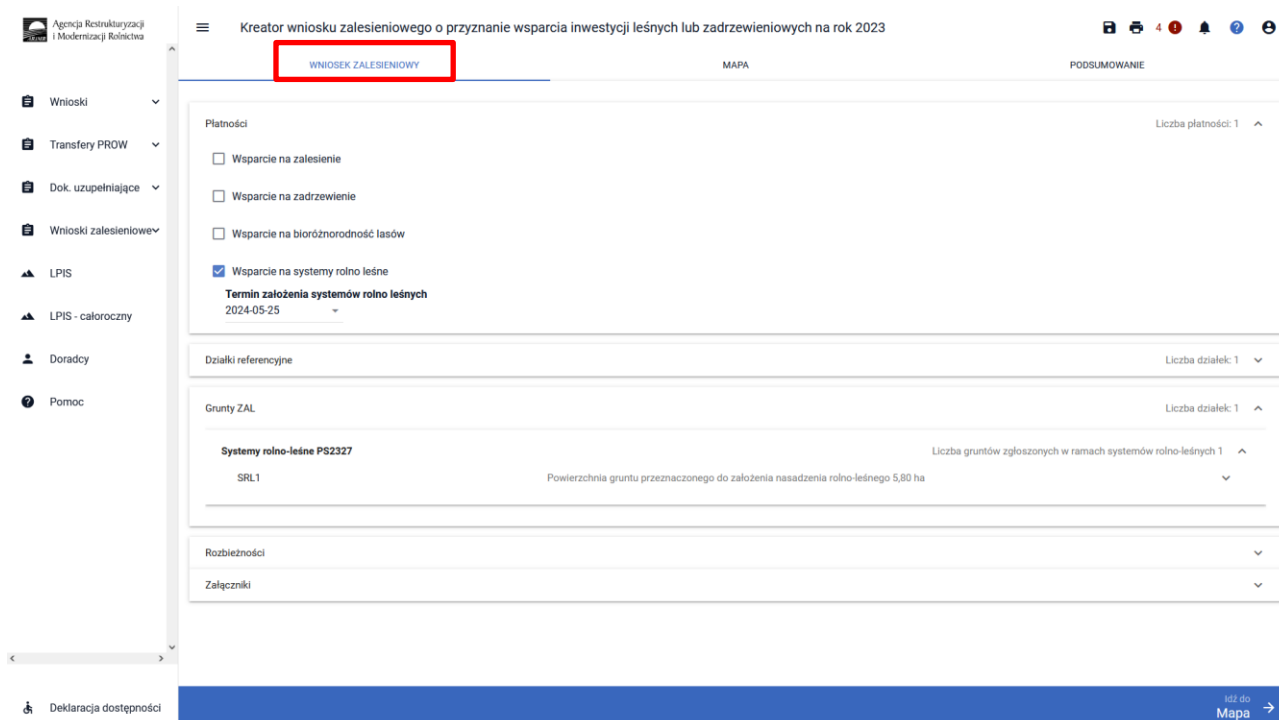 Agencja Restrukturyzacji
i Modernizacji Rolnictwa
ARiMR
Kreator wniosku zalesieniowego o przyznanie wsparcia inwestycji leśnych lub zadrzewieniowych na rok 2023
4
WNIOSEK ZALESIENIOWY
MAPA
PODSUMOWANIE
Wnioski
Transfery PROW
Dok. uzupełniające
Wnioski zalesieniowe
LPIS
LPIS - całoroczny
Doradcy
Pomoc
Deklaracja dostępności
Płatności
Liczba płatności: 1
Wsparcie na zalesienie
Wsparcie na zadrzewienie
Wsparcie na bioróżnorodność lasów
Wsparcie na systemy rolno leśne
Termin założenia systemów rolno leśnych
2024-05-25
Działki referencyjne
Liczba działek: 1
Grunty ZAL
Liczba działek: 1
Systemy rolno-leśne PS2327
Liczba gruntów zgłoszonych w ramach systemów rolno-leśnych 1
SRL1
Powierzchnia gruntu przeznaczonego do założenia nasadzenia rolno-leśnego 5,80 ha
Rozbieżności
Załączniki
Idź do
Mapa